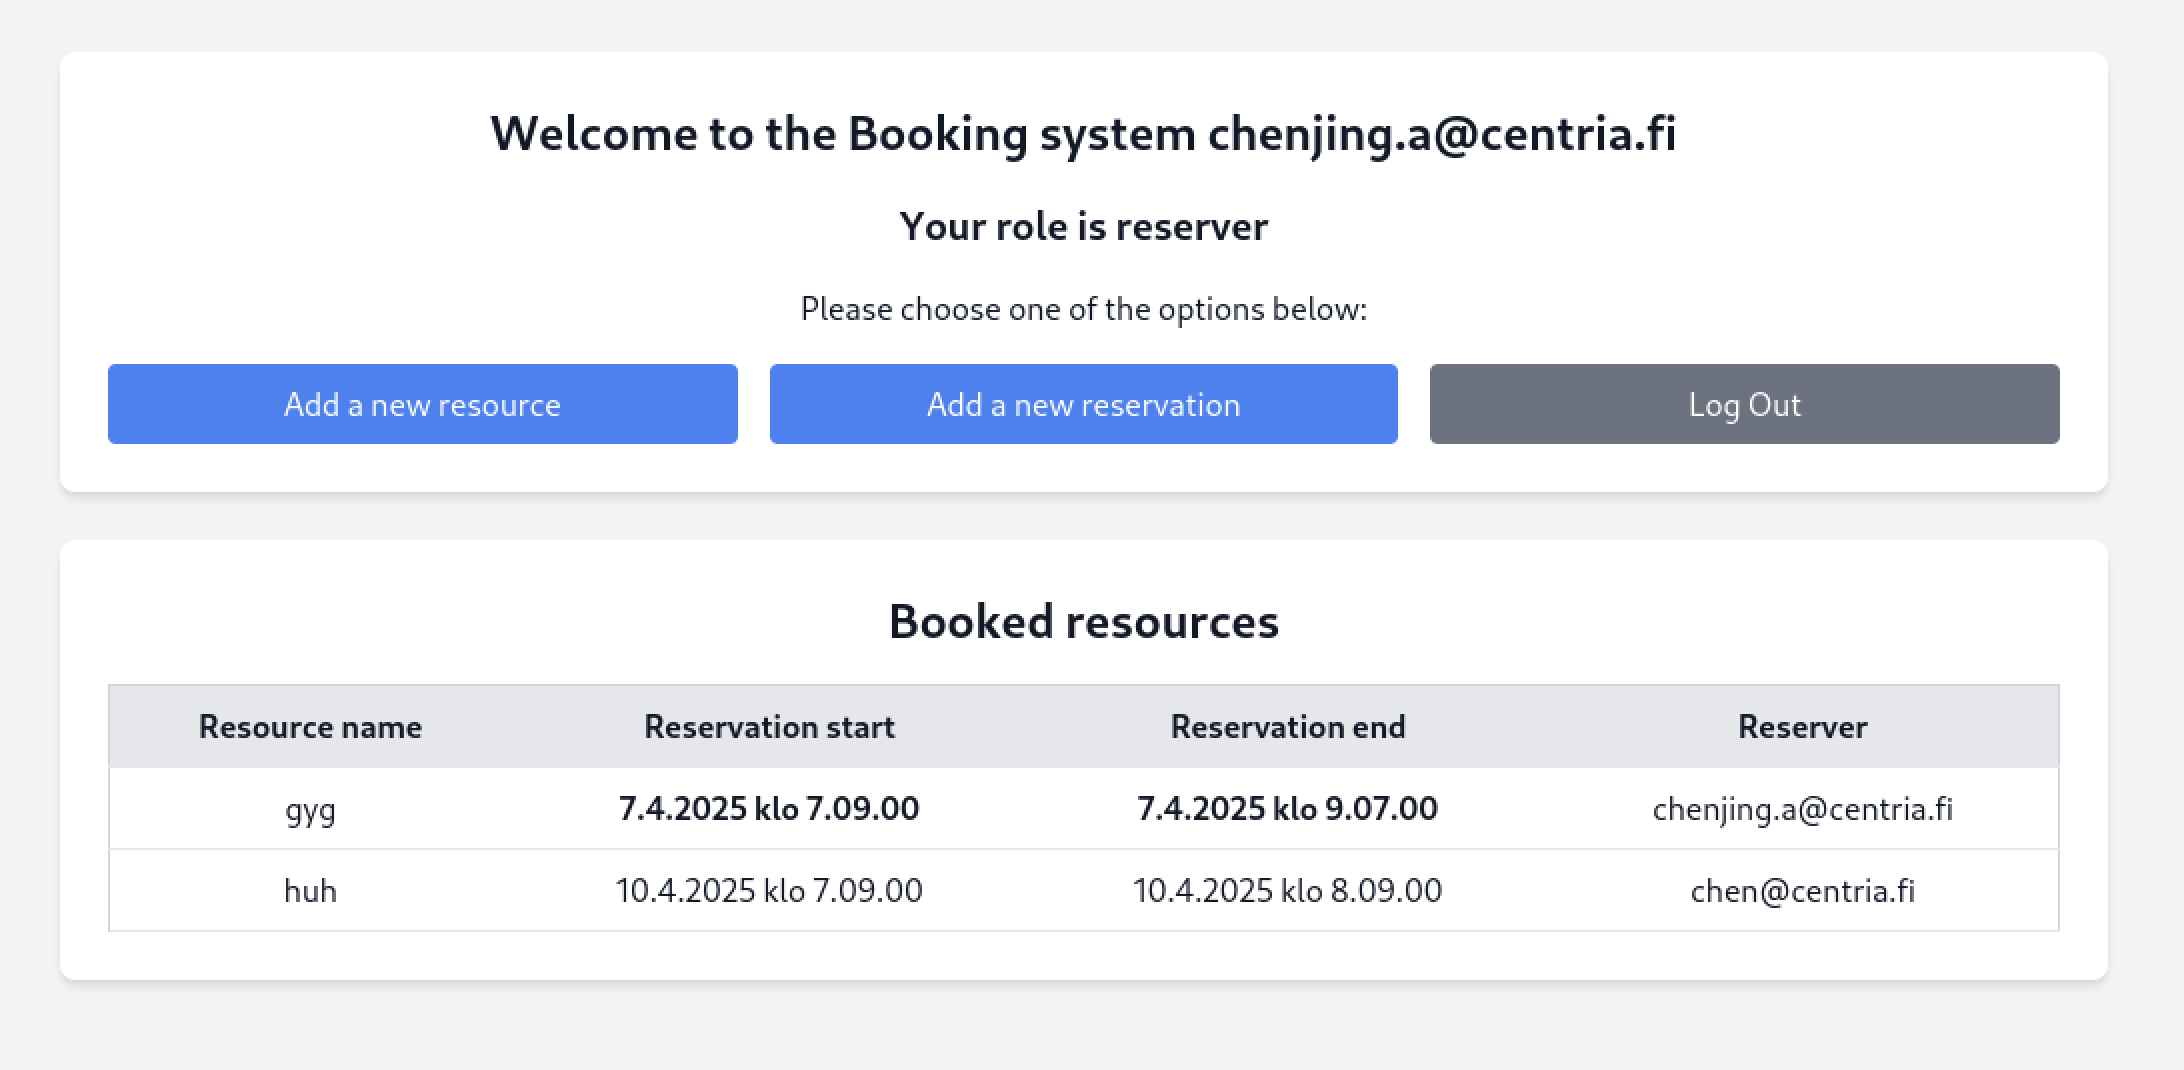 Welcome to the Booking system chenjing.a@centria.fi
Your role is reserver
Please choose one of the options below:
Add a new resource Add a new reservation Log Out
Booked resources
Resource name Reservation start Reservation end Reserver
gyg 7.4.2025 klo 7.09.00 7.4.2025 klo 9.07.00 chenjing.a@centria.fi
huh 10.4.2025 klo 7.09.00 10.4.2025 klo 8.09.00 chen@centria.fi